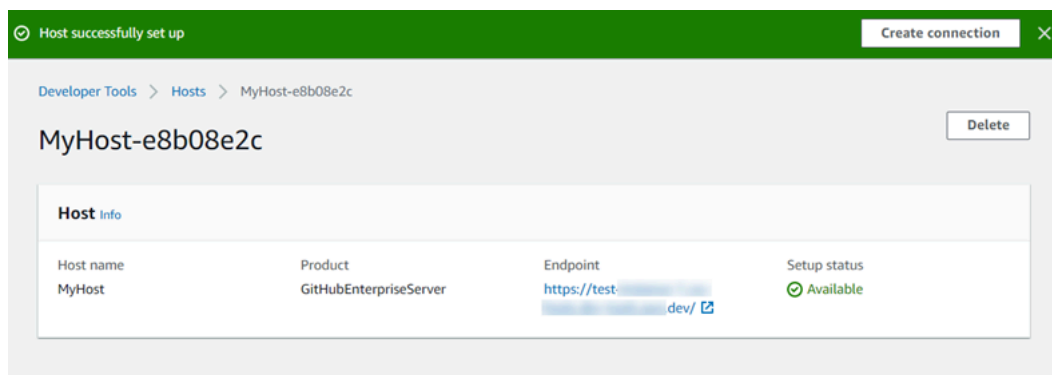 Host successfully set up
Create connection
Developer Tools > Hosts > MyHost-e8b08e2c
MyHost-e8b08e2c
Delete
Host Info
Host name
Product
Endpoint
Setup status
MyHost
GitHubEnterpriseServer
https://test-
dev/
Available